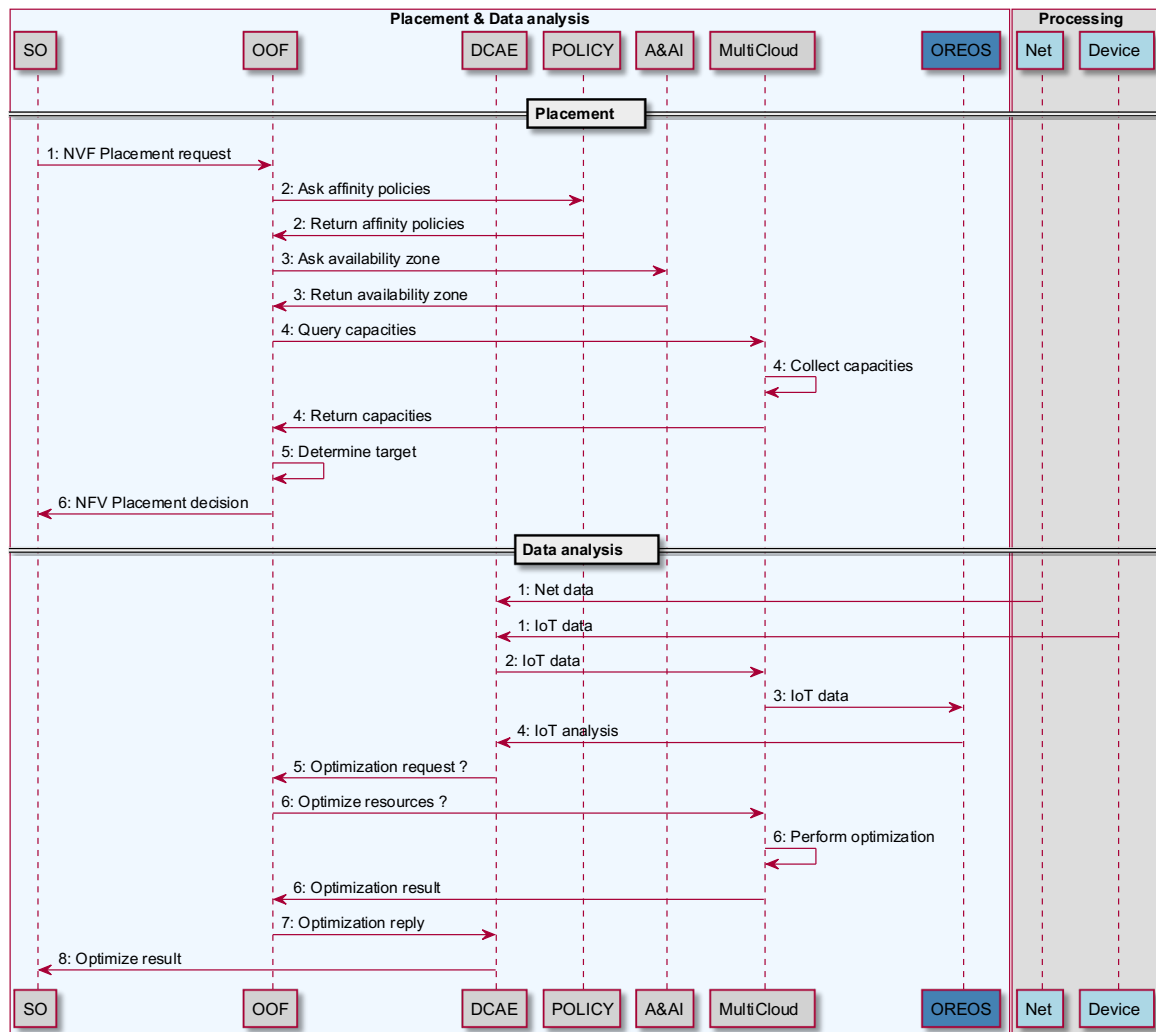 Placement & Data analysis
Processing
SO
OOF
DCAE
POLICY
A&AI
MultiCloud
OREOS
Net
Device
Placement
1: NVF Placement request
2: Ask affinity policies
2: Return affinity policies
3: Ask availability zone
3: Retun availability zone
4: Query capacities
4: Collect capacities
4: Return capacities
5: Determine target
6: NFV Placement decision
Data analysis
1: Net data
1: IoT data
2: IoT data
3: IoT data
4: IoT analysis
5: Optimization request ?
6: Optimize resources ?
6: Perform optimization
6: Optimization result
7: Optimization reply
8: Optimize result
SO
OOF
DCAE
POLICY
A&AI
MultiCloud
OREOS
Net
Device